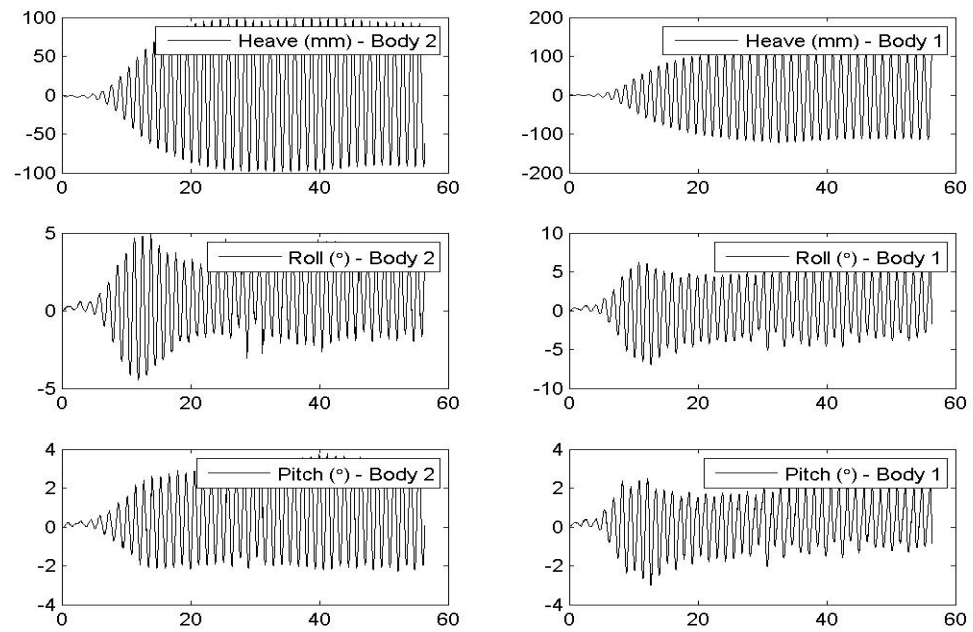 100
50
0
-50
-100
0 20 40 60
Heave (mm) - Body 2
200
100
0
-100
-200
0 20 40 60
Heave (mm) - Body 1
5
0
-5
0 20 40 60
Roll (°) - Body 2
10
5
0
-5
-10
0 20 40 60
Roll (°) - Body 1
4
2
0
-2
-4
0 20 40 60
Pitch (°) - Body 2
4
2
0
-2
-4
0 20 40 60
Pitch (°) - Body 1